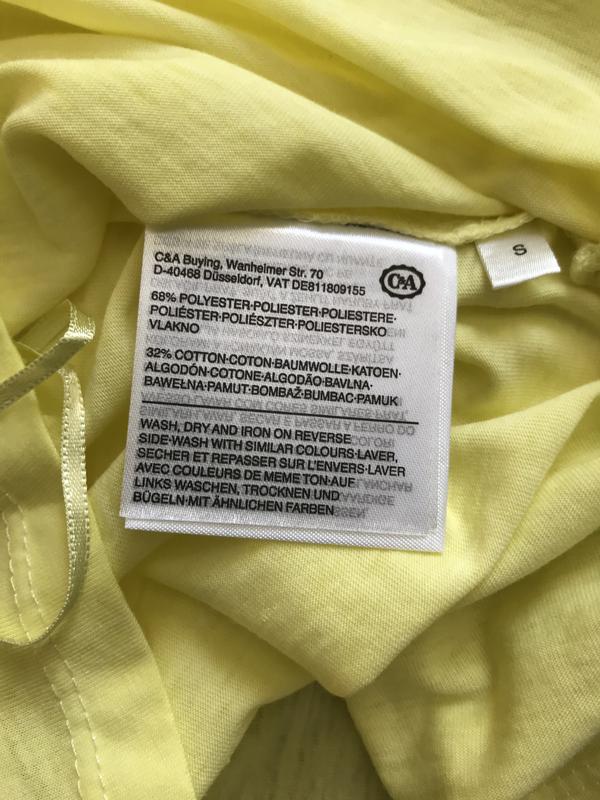 C&A Buying, Wanheimer Str. 70
D-40468 Düsseldorf, VAT DE811809155
C&A
68% POLYESTER·POLIESTER·POLIESTERE·
POLIÉSTER·POLIÉSZTER·POLIESTERSKO
VLAKNO
32% COTTON·COTON·BAUMWOLLE·KATOEN·
ALGODÓN·COTONE·ALGODÃO·BAVLNA·
BAWEŁNA·PAMUT·BOMBAŽ·BUMBAC·PAMUK
WASH, DRY AND IRON ON REVERSE
SIDE·WASH WITH SIMILAR COLOURS·LAVER,
SECHER ET REPASSER SUR L'ENVERS·LAVER
AVEC COULEURS DE MEME TON·AUF
LINKS WASCHEN, TROCKNEN UND
BÜGELN·MIT ÄHNLICHEN FARBEN
S